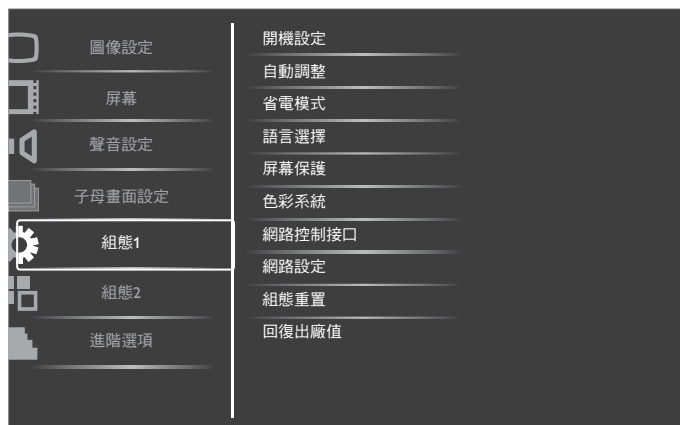 圖像設定
屏幕
聲音設定
子母畫面設定
組態1
組態2
進階選項
開機設定
自動調整
省電模式
語言選擇
屏幕保護
色彩系統
網路控制接口
網路設定
組態重置
回復出廠值